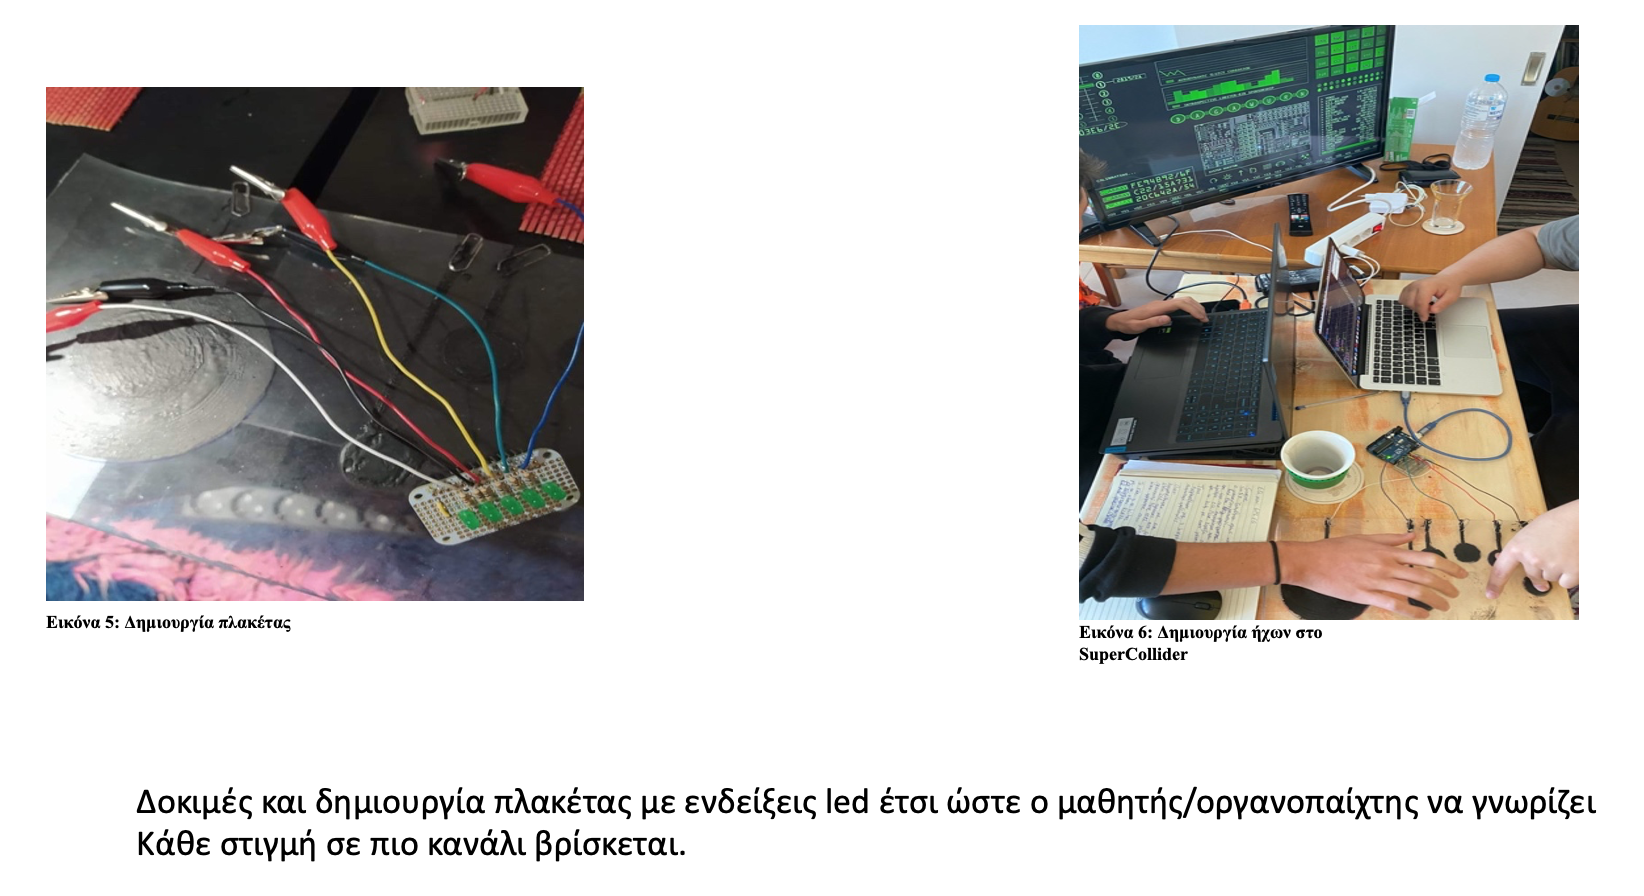 Εικόνα 5: Δημιουργία πλακέτας
Εικόνα 6: Δημιουργία ήχων στο
SuperCollider
Δοκιμές και δημιουργία πλακέτας με ενδείξεις led έτσι ώστε ο μαθητής/οργανοπαίχτης να γνωρίζει
Κάθε στιγμή σε πιο κανάλι βρίσκεται.